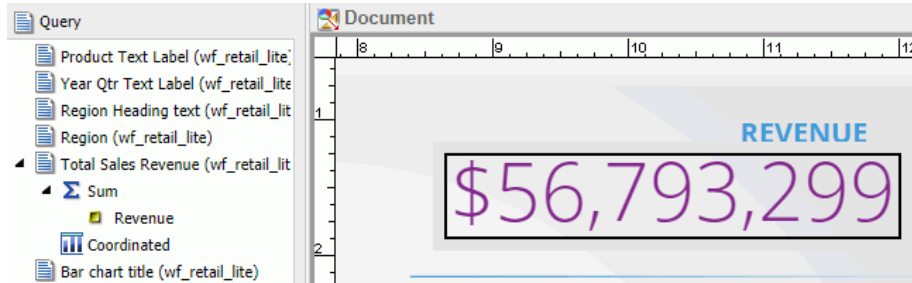 Query
Product Text Label (wf_retail_lite)
Year Qtr Text Label (wf_retail_lite
Region Heading text (wf_retail_lit
Region (wf_retail_lite)
Total Sales Revenue (wf_retail_lit
Sum
Revenue
Coordinated
Bar chart title (wf_retail_lite)
Document
8 9 10 11 12
1
REVENUE
$56,793,299
2